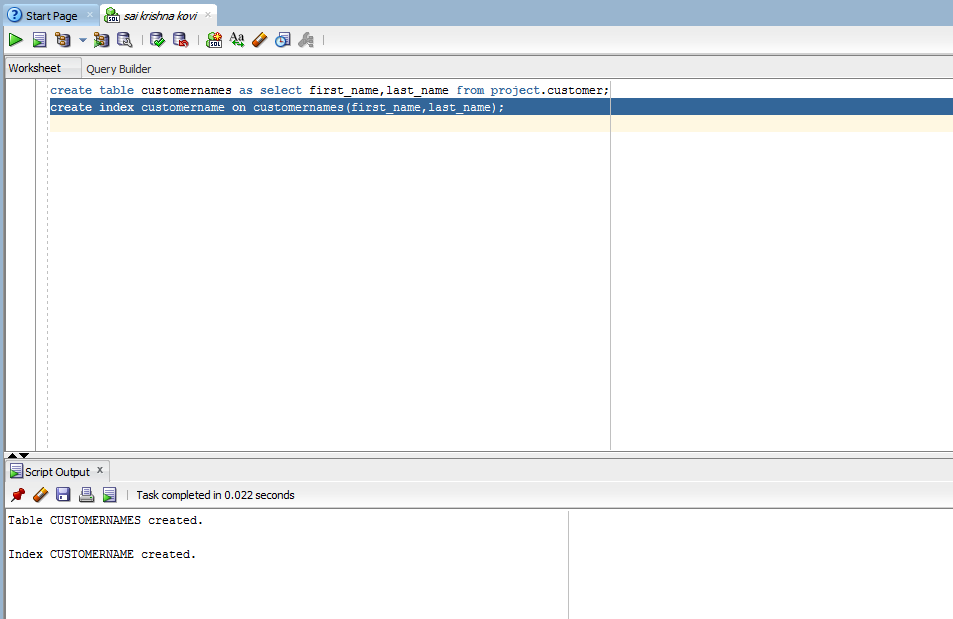 Start Page
sai krishna kovi
Worksheet
Query Builder
create table customernames as select first_name,last_name from project.customer;
create index customername on customernames(first_name,last_name);
Script Output
Task completed in 0.022 seconds
Table CUSTOMERNAMES created.
Index CUSTOMERNAME created.